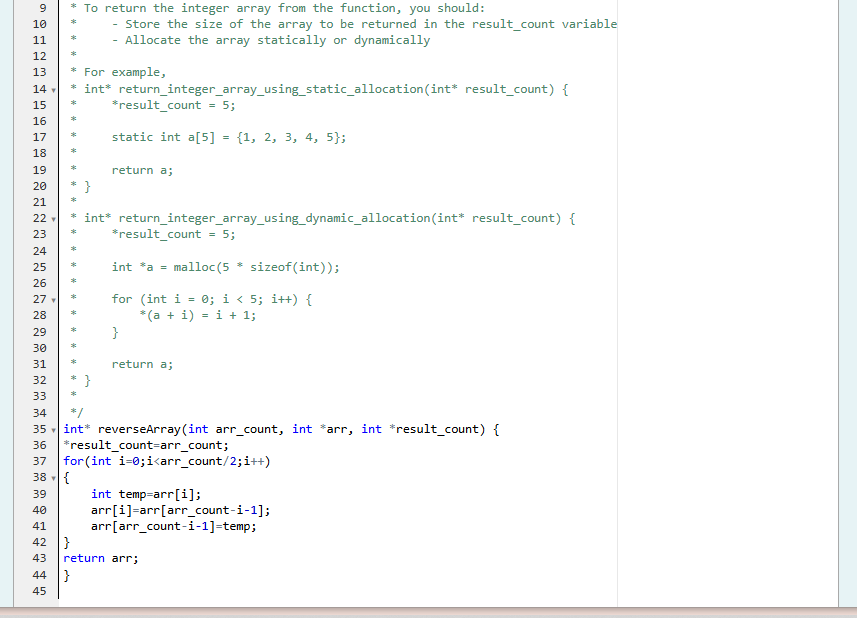 9 * To return the integer array from the function, you should:
10 *     - Store the size of the array to be returned in the result_count variable
11 *     - Allocate the array statically or dynamically
12 *
13 * For example,
14 * int* return_integer_array_using_static_allocation(int* result_count) {
15 *     *result_count = 5;
16 *
17 *     static int a[5] = {1, 2, 3, 4, 5};
18 *
19 *     return a;
20 * }
21 *
22 * int* return_integer_array_using_dynamic_allocation(int* result_count) {
23 *     *result_count = 5;
24 *
25 *     int *a = malloc(5 * sizeof(int));
26 *
27 *     for (int i = 0; i < 5; i++) {
28 *         *(a + i) = i + 1;
29 *     }
30 *
31 *     return a;
32 * }
33 *
34 */
35 int* reverseArray(int arr_count, int *arr, int *result_count) {
36 *result_count=arr_count;
37 for(int i=0;i<arr_count/2;i++)
38 {
39     int temp=arr[i];
40     arr[i]=arr[arr_count-i-1];
41     arr[arr_count-i-1]=temp;
42 }
43 return arr;
44 }
45